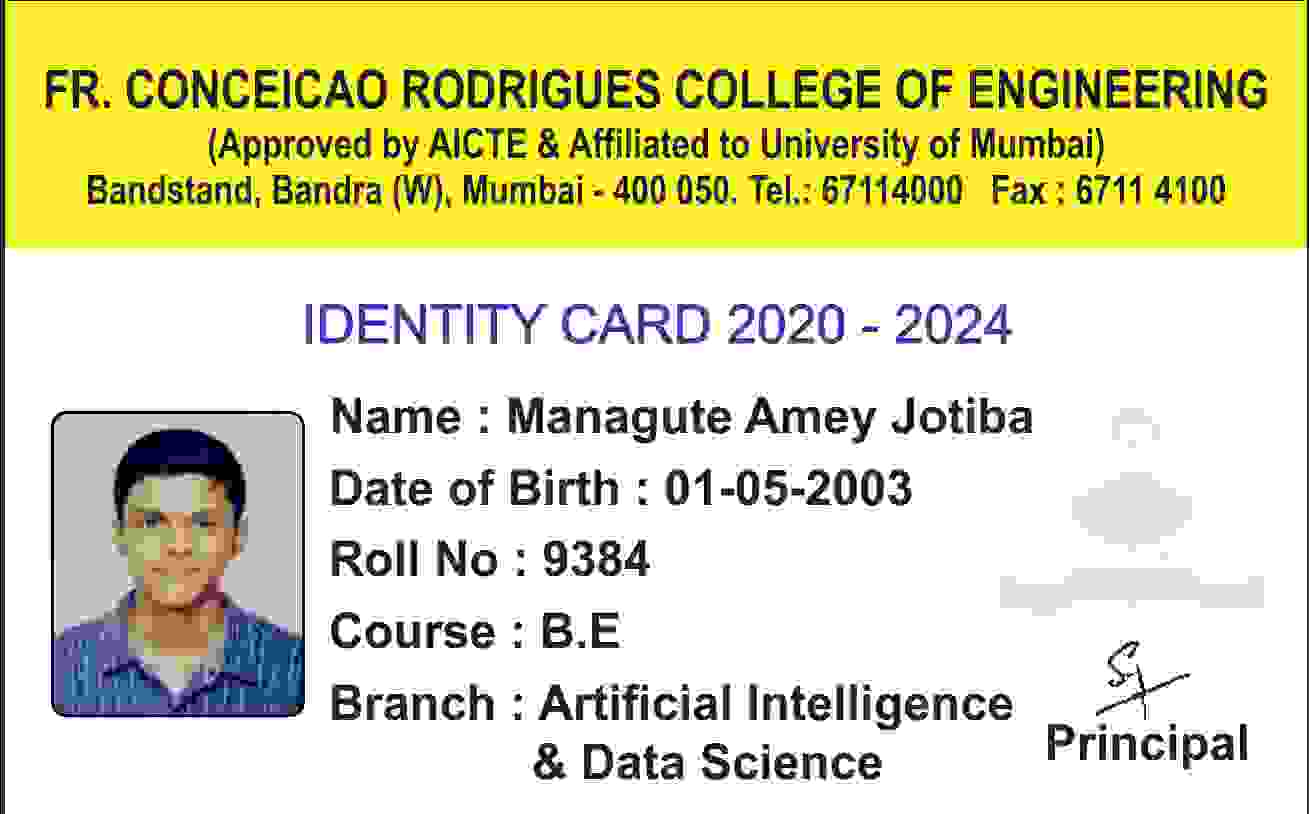 FR. CONCEICAO RODRIGUES COLLEGE OF ENGINEERING
(Approved by AICTE & Affiliated to University of Mumbai)
Bandstand, Bandra (W), Mumbai - 400 050. Tel.: 67114000 Fax : 6711 4100
IDENTITY CARD 2020 - 2024
Name : Managute Amey Jotiba
Date of Birth : 01-05-2003
Roll No : 9384
Course : B.E
Branch : Artificial Intelligence
& Data Science
Principal